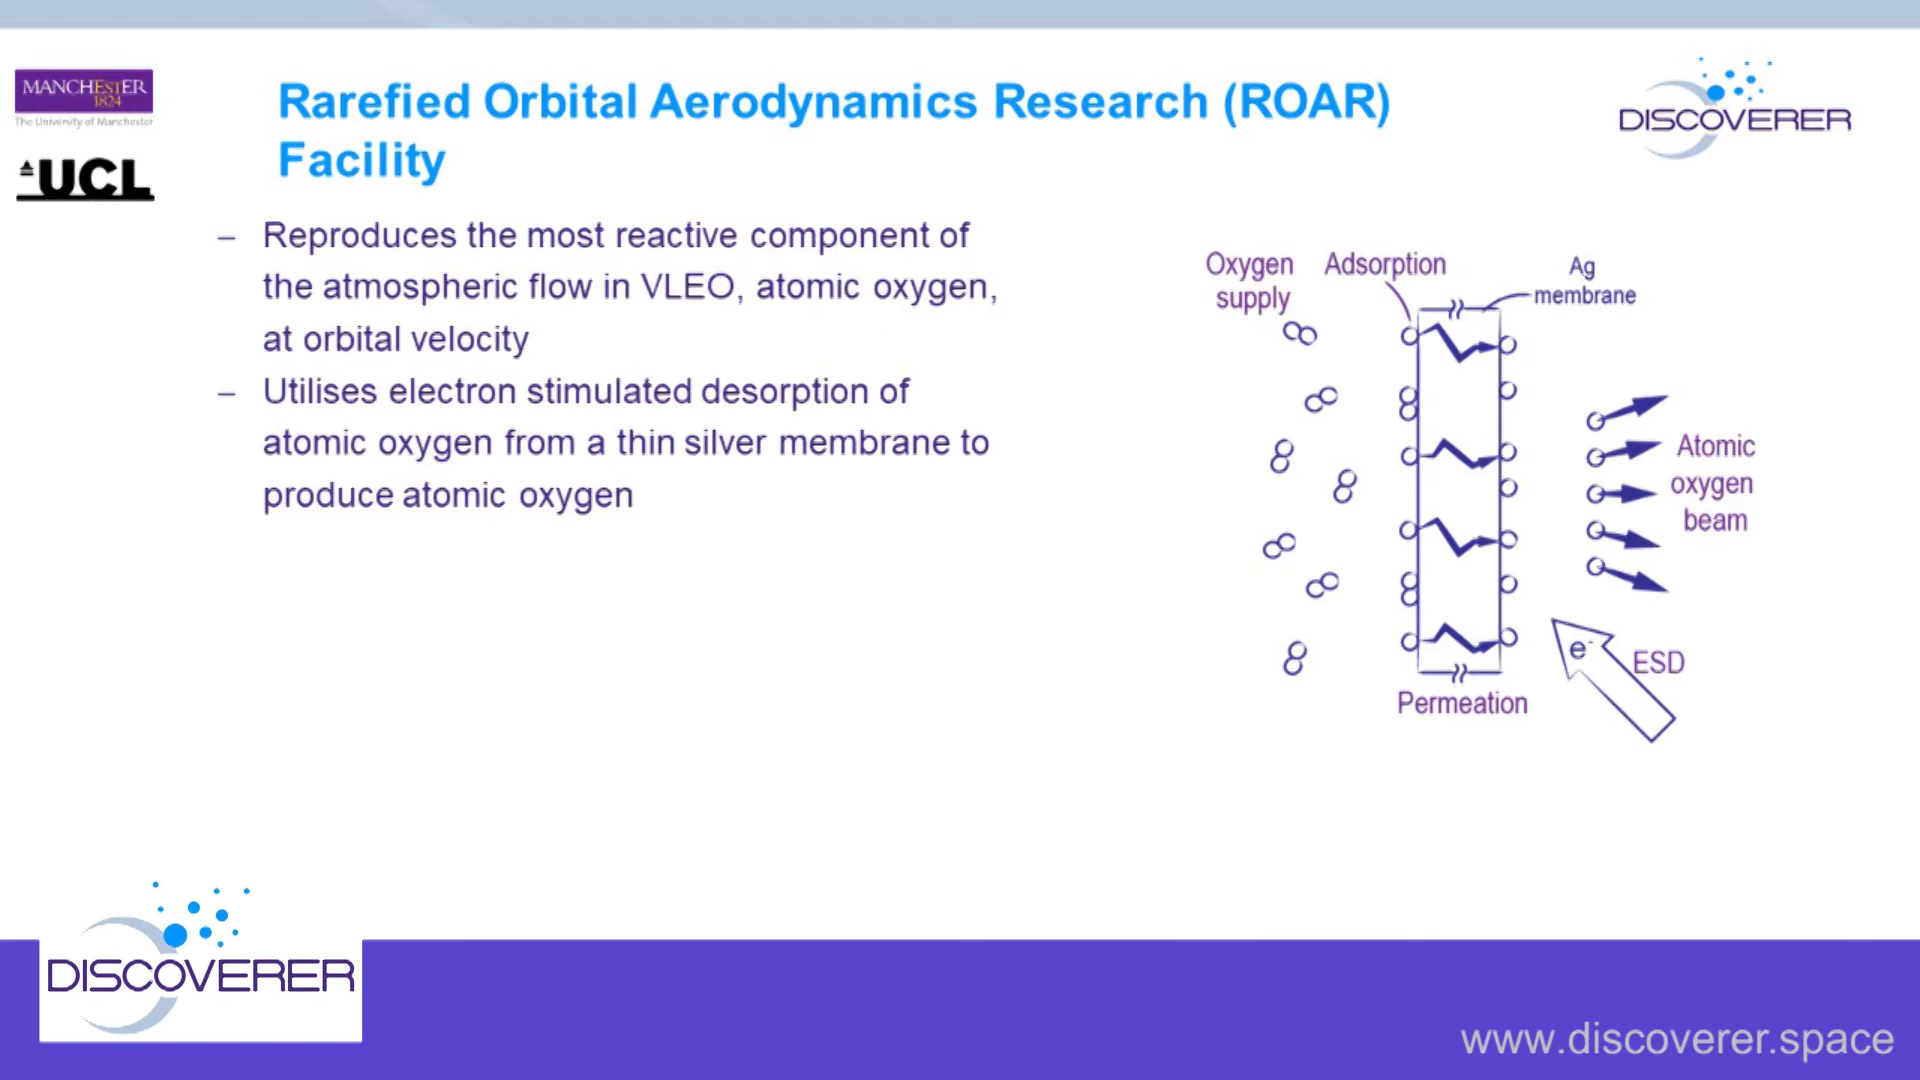 MANCHESTER
1824
The University of Manchester
UCL
Rarefied Orbital Aerodynamics Research (ROAR)
Facility
DISCOVERER
– Reproduces the most reactive component of
the atmospheric flow in VLEO, atomic oxygen,
at orbital velocity
– Utilises electron stimulated desorption of
atomic oxygen from a thin silver membrane to
produce atomic oxygen
Oxygen
supply
Adsorption
Ag
membrane
Atomic
oxygen
beam
e-
ESD
Permeation
DISCOVERER
www.discoverer.space